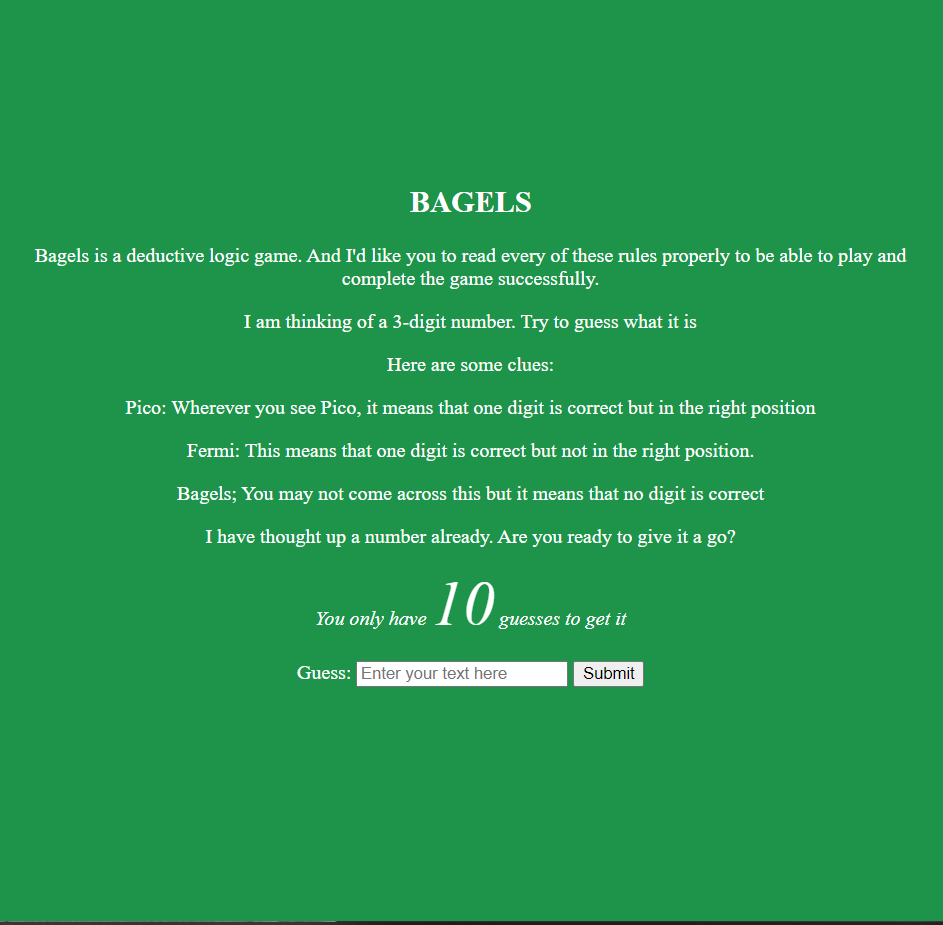 BAGELS
Bagels is a deductive logic game. And I'd like you to read every of these rules properly to be able to play and
complete the game successfully.
I am thinking of a 3-digit number. Try to guess what it is
Here are some clues:
Pico: Wherever you see Pico, it means that one digit is correct but in the right position
Fermi: This means that one digit is correct but not in the right position.
Bagels; You may not come across this but it means that no digit is correct
I have thought up a number already. Are you ready to give it a go?
You only have 10 guesses to get it
Guess: Enter your text here Submit